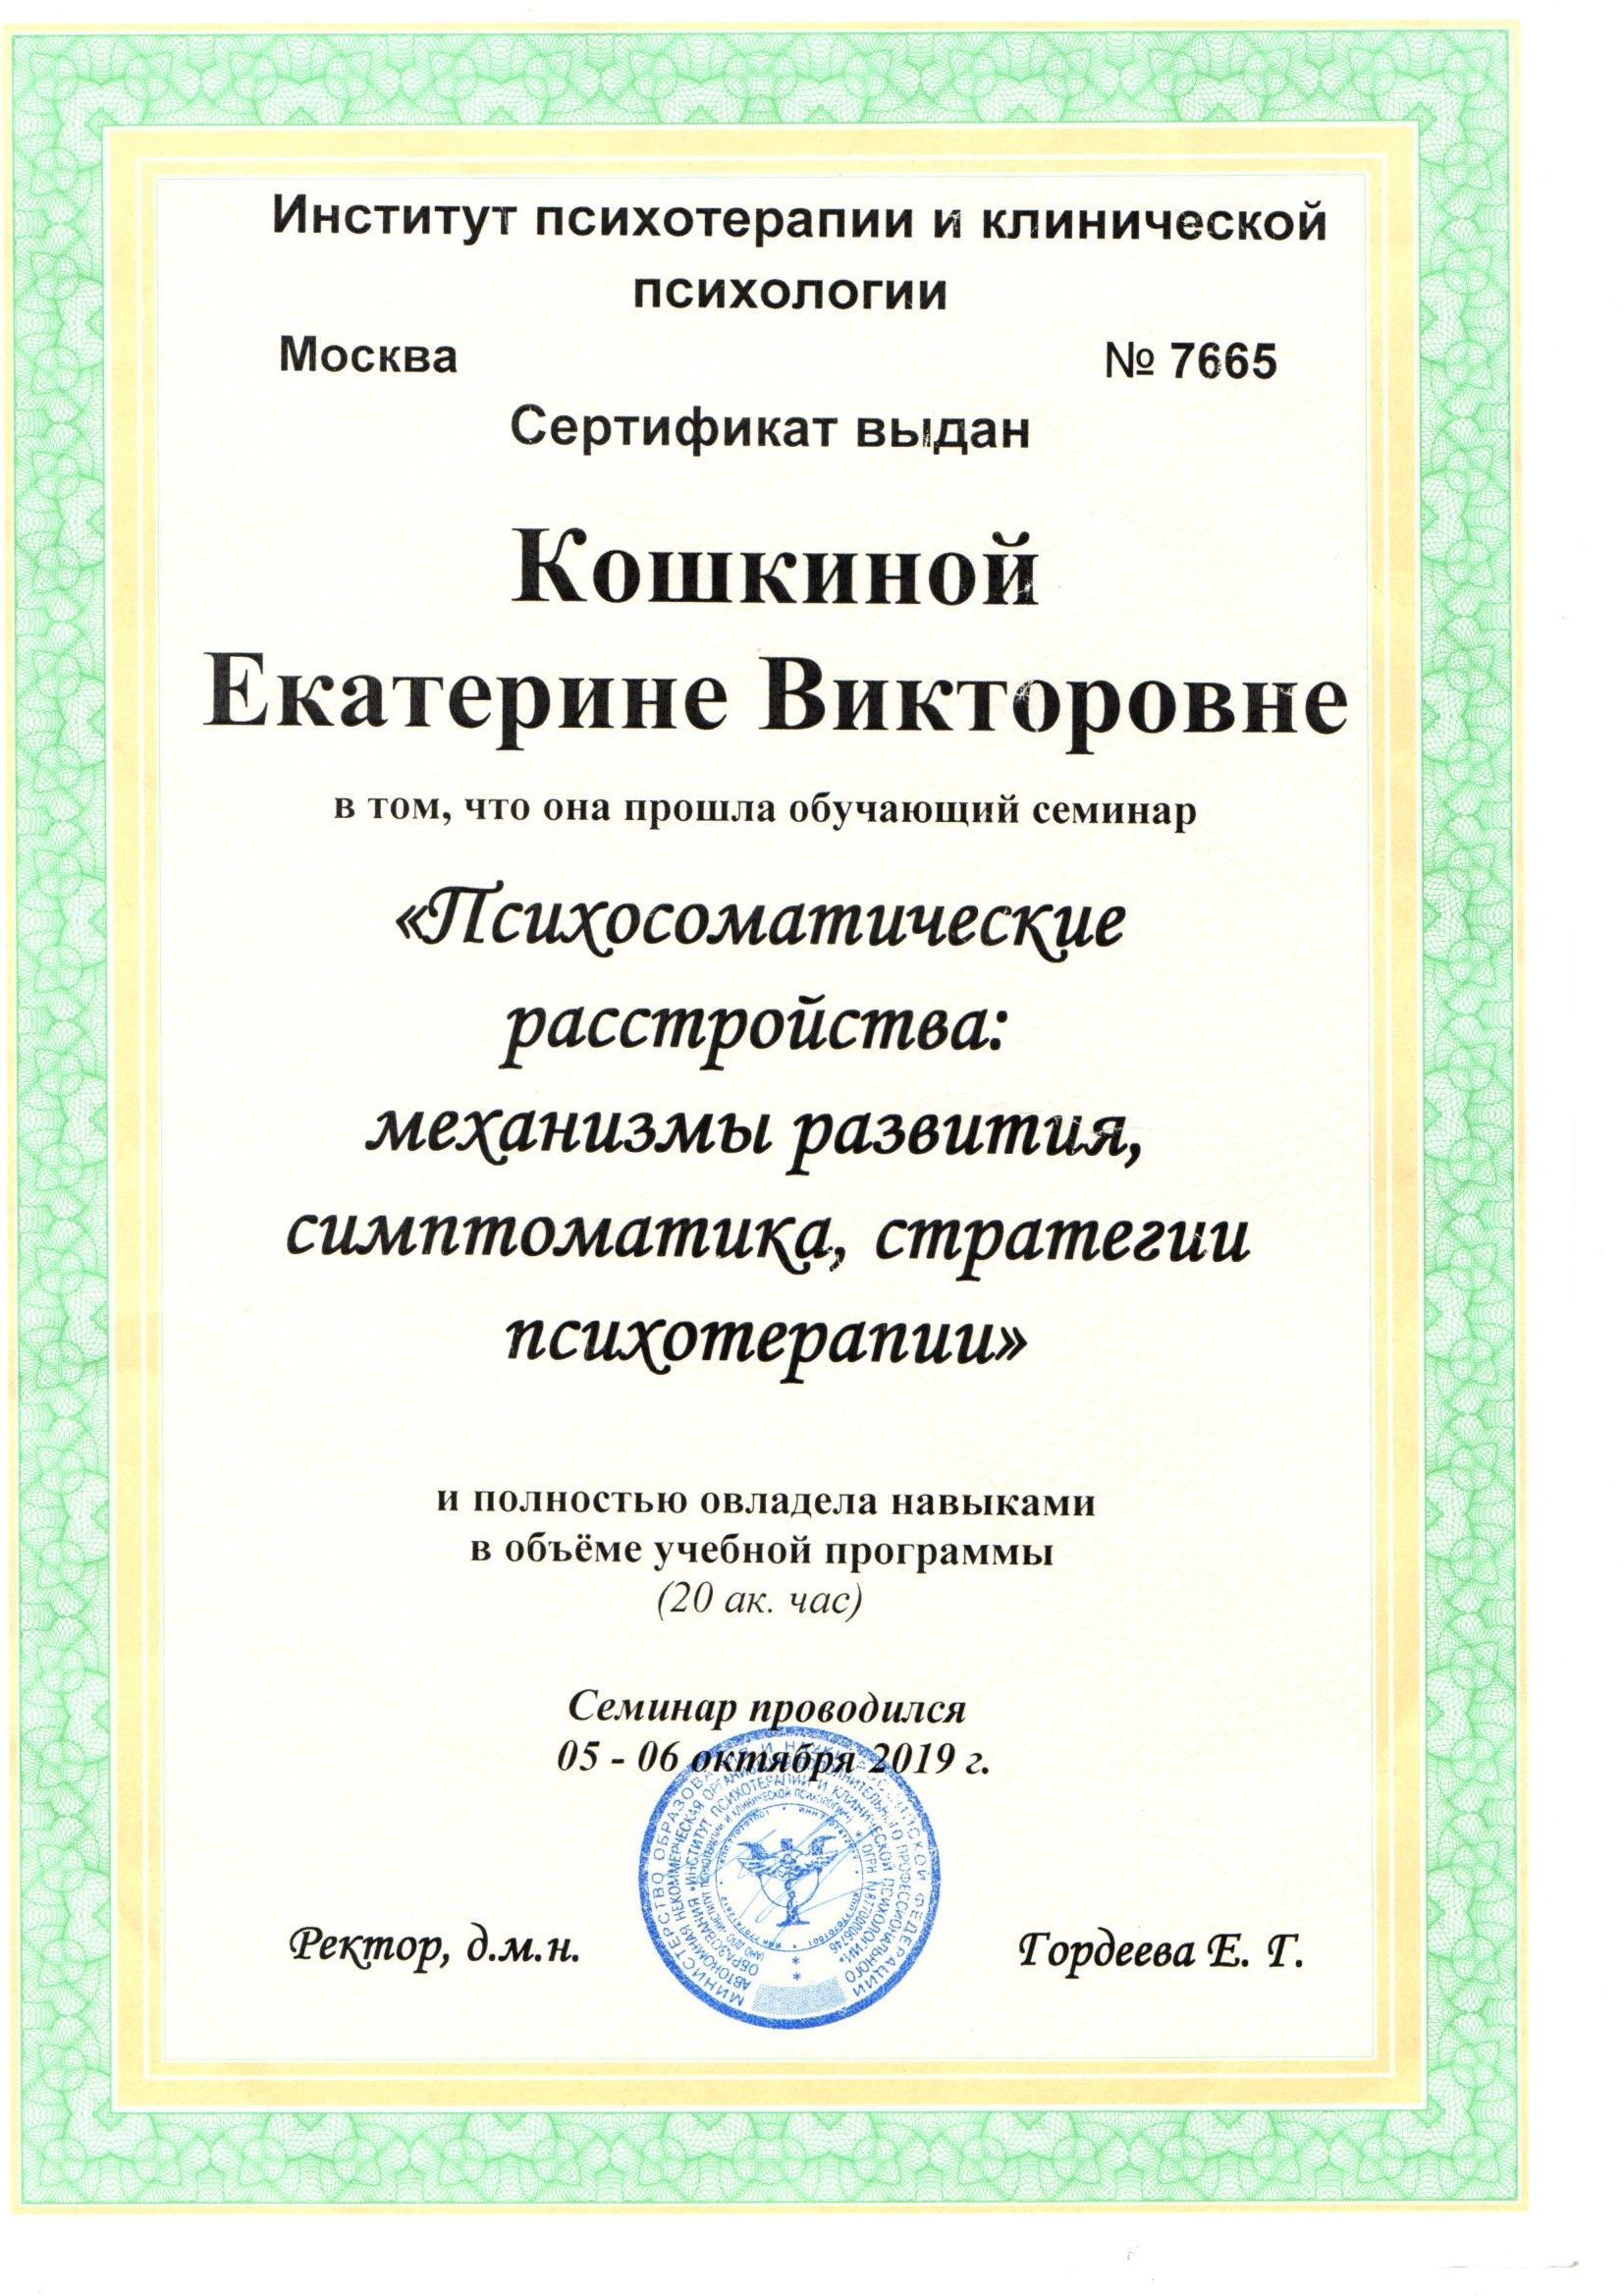 Институт психотерапии и клинической
психологии
Москва № 7665
Сертификат выдан
Кошкиной
Екатерине Викторовне
в том, что она прошла обучающий семинар
«Психосоматические
расстройства:
механизмы развития,
симптоматика, стратегии
психотерапии»
и полностью овладела навыками
в объёме учебной программы
(20 ак. час)
Семинар проводился
05 - 06 октября 2019 г.
Ректор, д.м.н. Гордеева Е. Г.